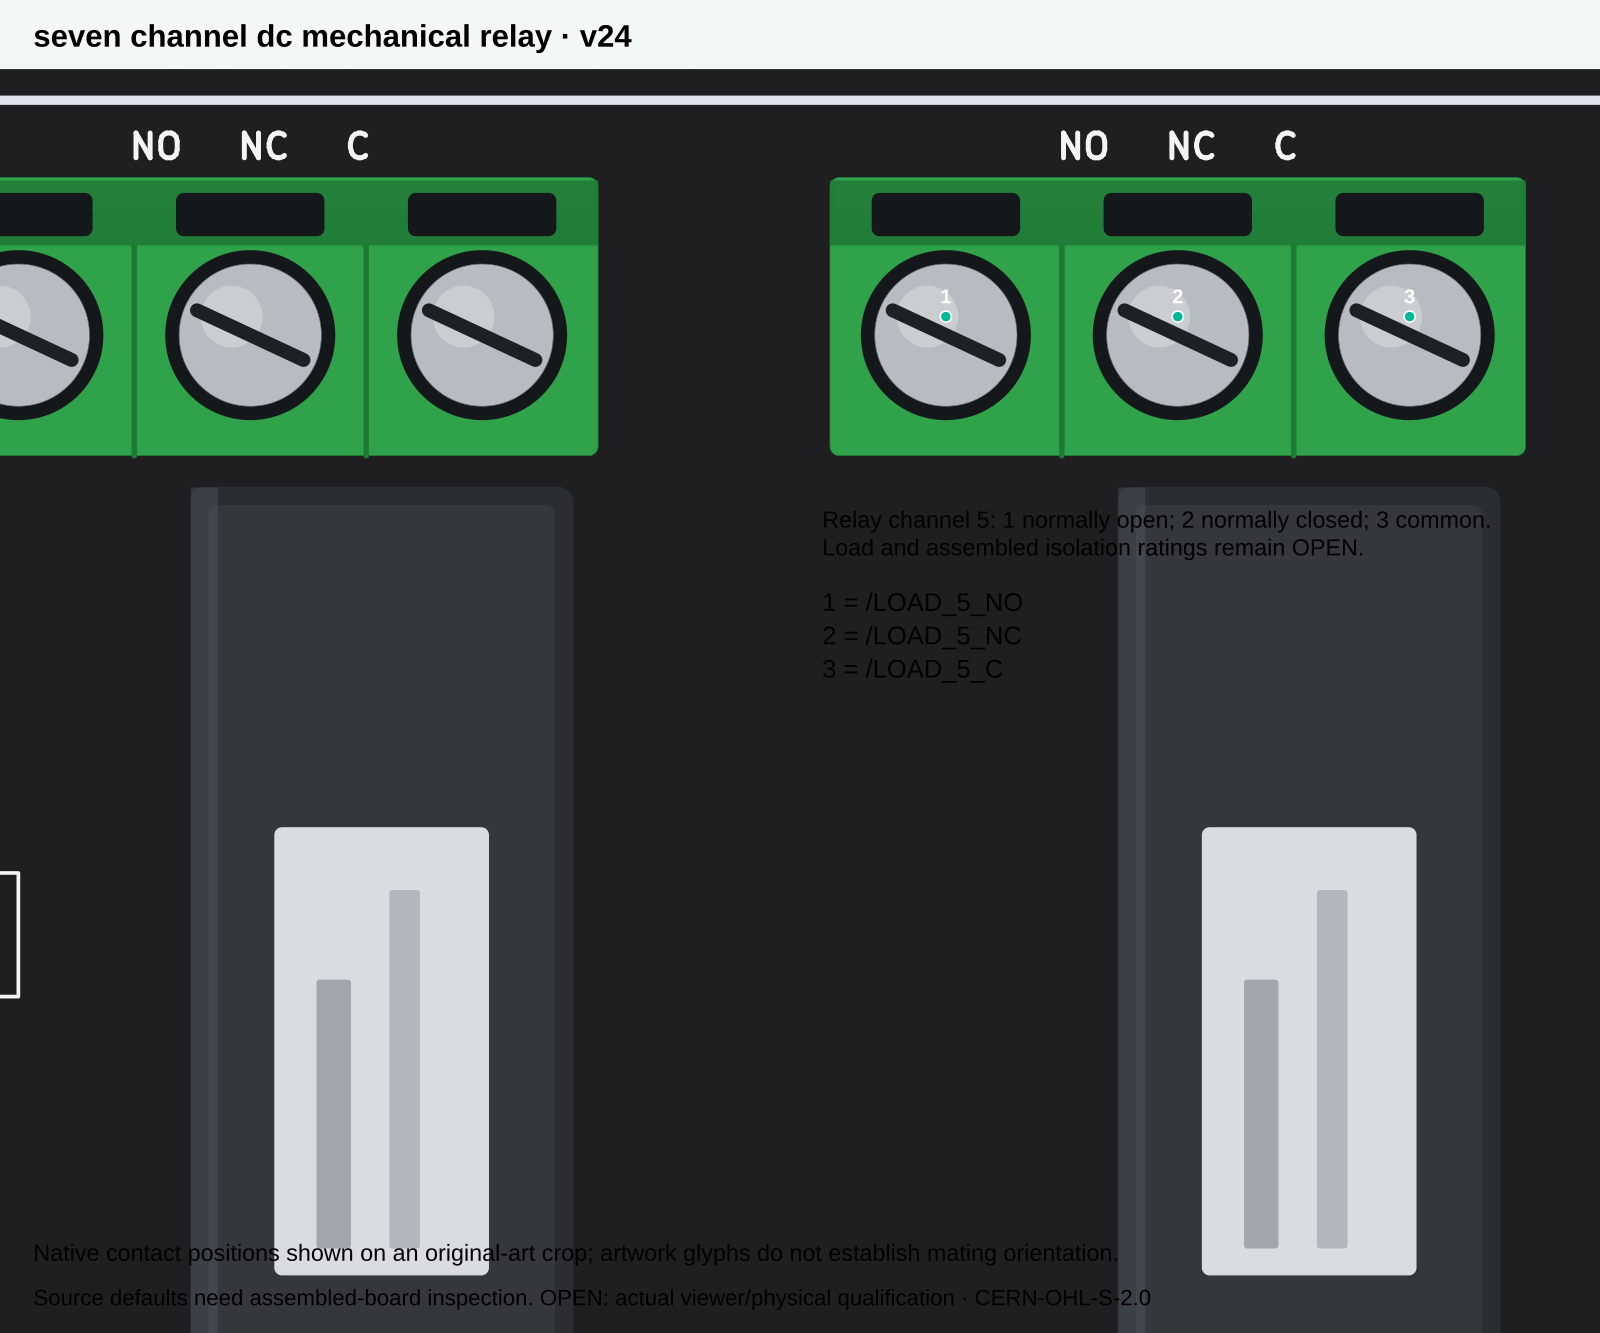 seven channel dc mechanical relay · v24
NO NC C
NO NC C
1 2 3
Relay channel 5: 1 normally open; 2 normally closed; 3 common.
Load and assembled isolation ratings remain OPEN.
1 = /LOAD_5_NO
2 = /LOAD_5_NC
3 = /LOAD_5_C
Native contact positions shown on an original-art crop; artwork glyphs do not establish mating orientation.
Source defaults need assembled-board inspection. OPEN: actual viewer/physical qualification · CERN-OHL-S-2.0